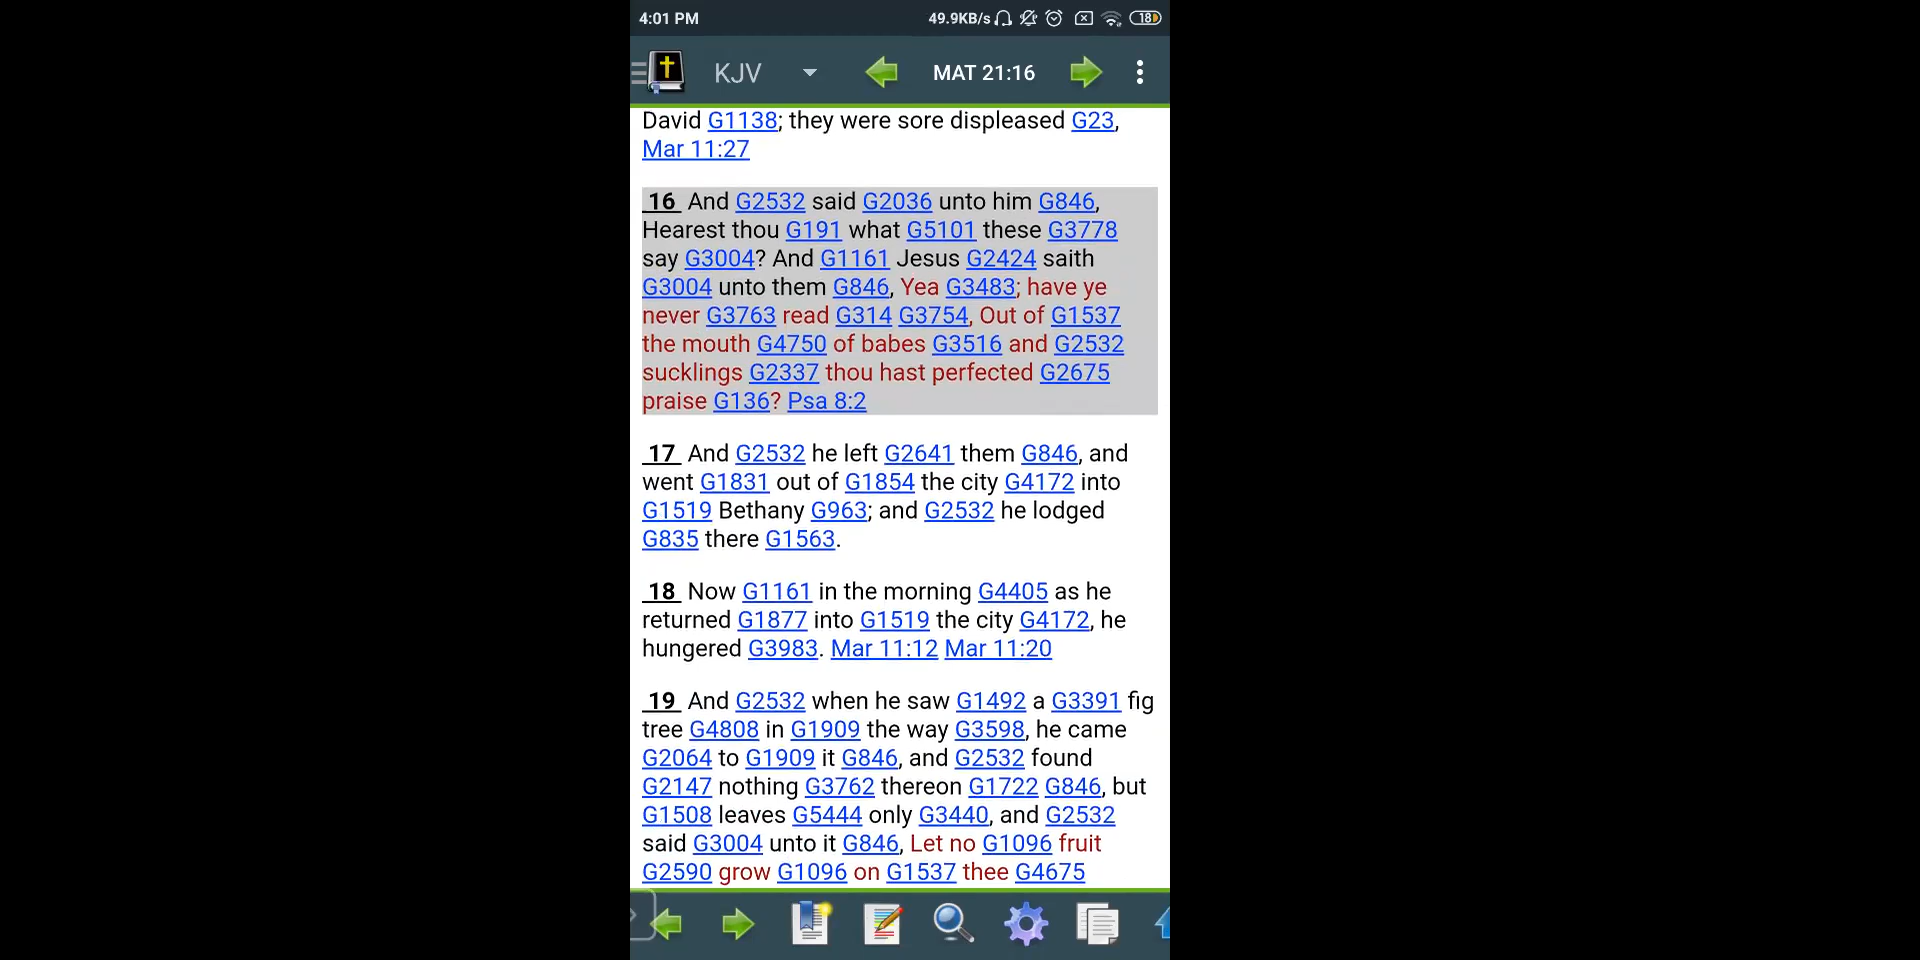 4:01 PM 49.9KB/s 18
KJV MAT 21:16
David G1138; they were sore displeased G23,
Mar 11:27
16 And G2532 said G2036 unto him G846,
Hearest thou G191 what G5101 these G3778
say G3004? And G1161 Jesus G2424 saith
G3004 unto them G846, Yea G3483; have ye
never G3763 read G314 G3754, Out of G1537
the mouth G4750 of babes G3516 and G2532
sucklings G2337 thou hast perfected G2675
praise G136? Psa 8:2
17 And G2532 he left G2641 them G846, and
went G1831 out of G1854 the city G4172 into
G1519 Bethany G963; and G2532 he lodged
G835 there G1563.
18 Now G1161 in the morning G4405 as he
returned G1877 into G1519 the city G4172, he
hungered G3983. Mar 11:12 Mar 11:20
19 And G2532 when he saw G1492 a G3391 fig
tree G4808 in G1909 the way G3598, he came
G2064 to G1909 it G846, and G2532 found
G2147 nothing G3762 thereon G1722 G846, but
G1508 leaves G5444 only G3440, and G2532
said G3004 unto it G846, Let no G1096 fruit
G2590 grow G1096 on G1537 thee G4675